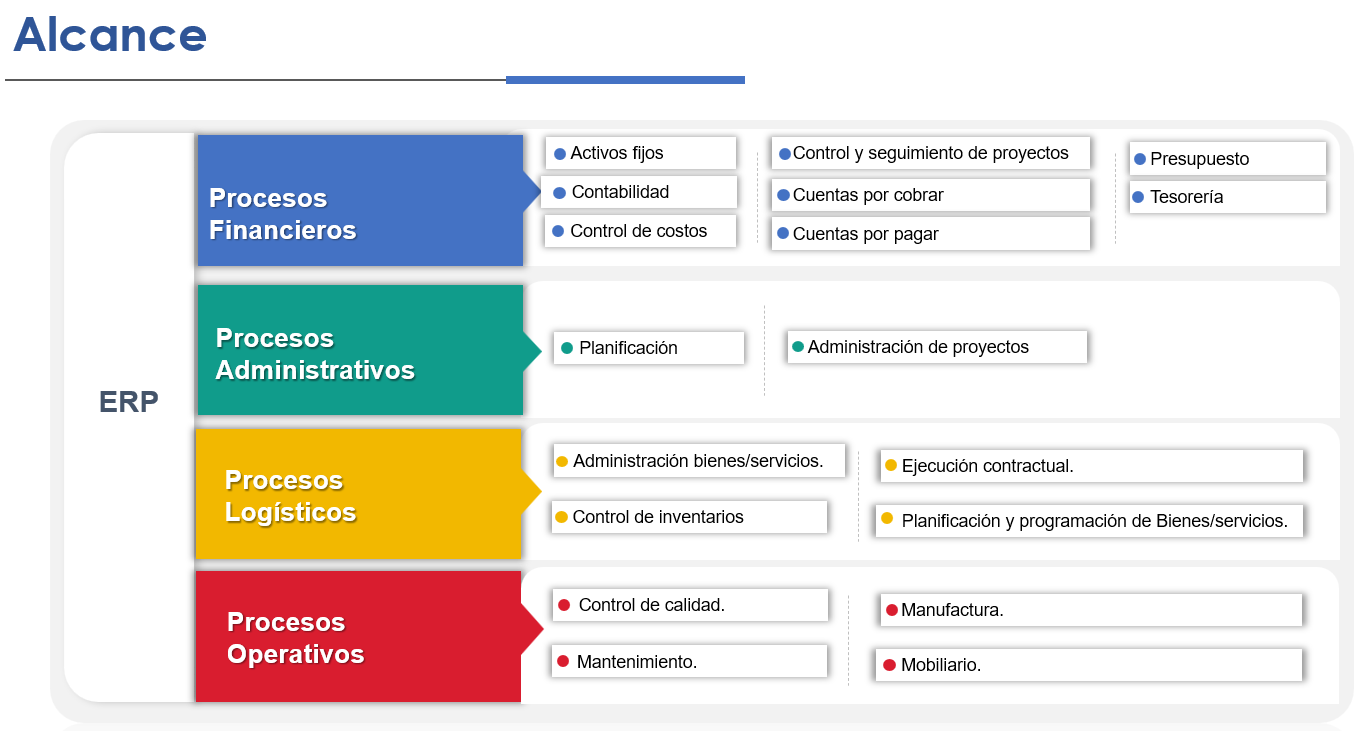 Alcance
ERP
Procesos
Financieros
Activos fijos
Contabilidad
Control de costos
Control y seguimiento de proyectos
Cuentas por cobrar
Cuentas por pagar
Presupuesto
Tesorería
Procesos
Administrativos
Planificación
Administración de proyectos
Procesos
Logísticos
Administración bienes/servicios.
Control de inventarios
Ejecución contractual.
Planificación y programación de Bienes/servicios.
Procesos
Operativos
Control de calidad.
Mantenimiento.
Manufactura.
Mobiliario.